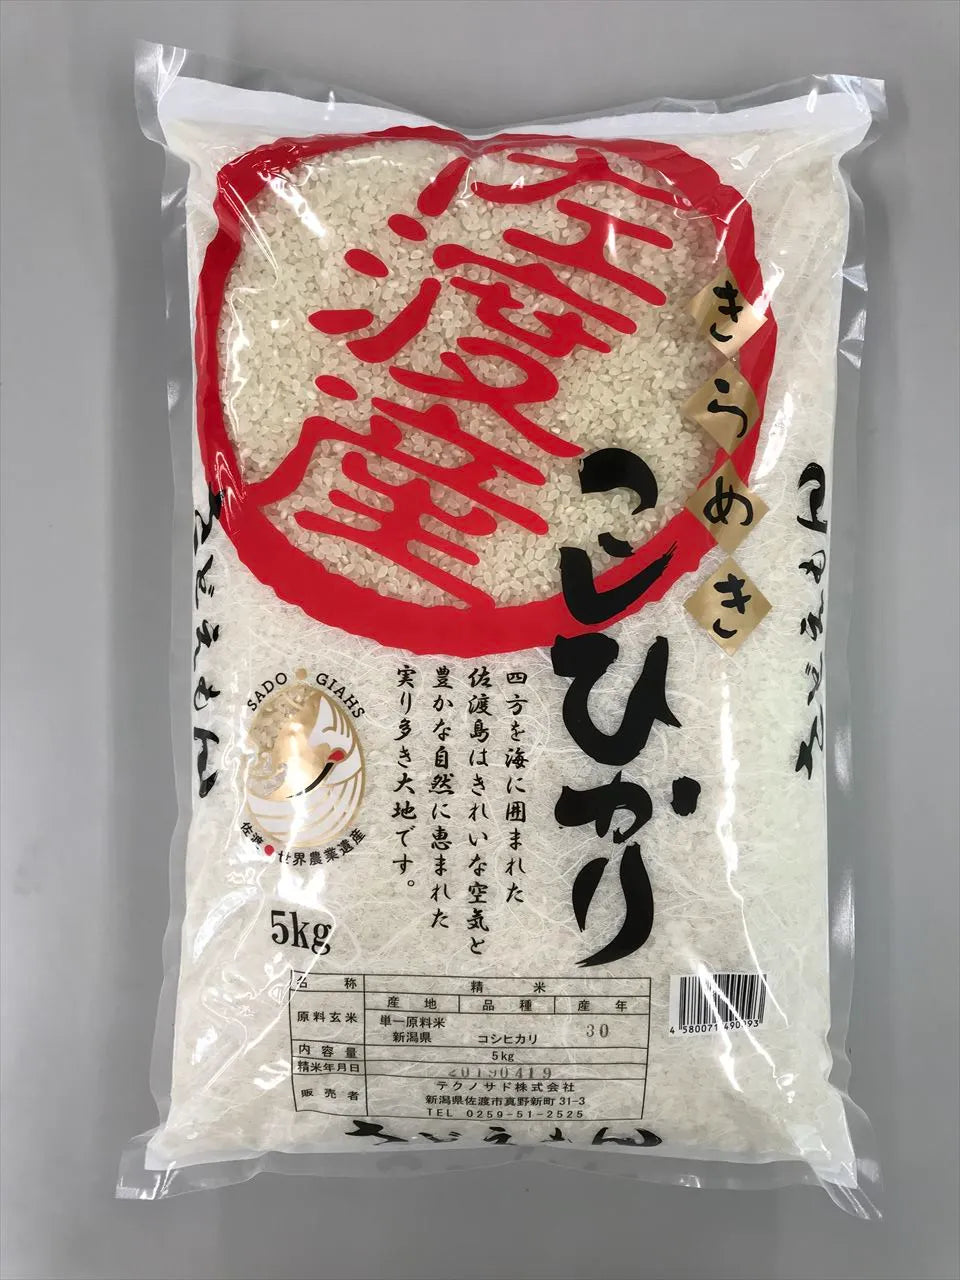 佐渡産
きらめき
こしひかり
四方を海に囲まれた
佐渡島はきれいな空気と
豊かな自然に恵まれた
実り多き大地です。
SADO GIAHS
佐渡 世界農業遺産
5kg
名称 精米
産地 品種 産年
原料玄米 単一原料米
新潟県 コシヒカリ 30
内容量 5kg
精米年月日 20190419
販売者 テクノサド株式会社
新潟県佐渡市真野新町31-3
TEL 0259-51-2525